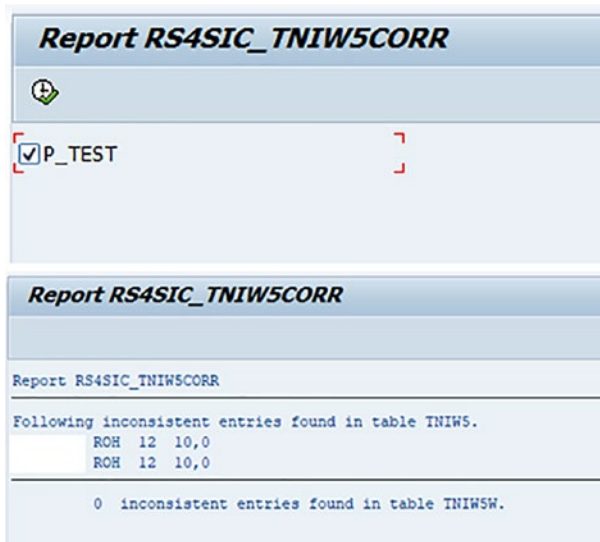 Report RS4SIC_TNIW5CORR
P_TEST
Report RS4SIC_TNIW5CORR
Report RS4SIC_TNIW5CORR
Following inconsistent entries found in table TNIW5.
ROH 12 10,0
ROH 12 10,0
0 inconsistent entries found in table TNIW5W.